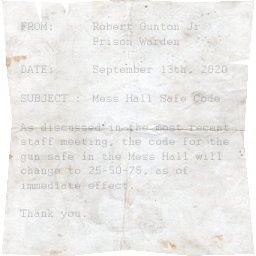 FROM: Robert Gunton Jr
Prison Warden
DATE: September 13th, 2020
SUBJECT : Mess Hall Safe Code
As discussed in the most recent
staff meeting, the code for the
gun safe in the Mess Hall will
change to 25-50-75, as of
immediate effect.
Thank you.